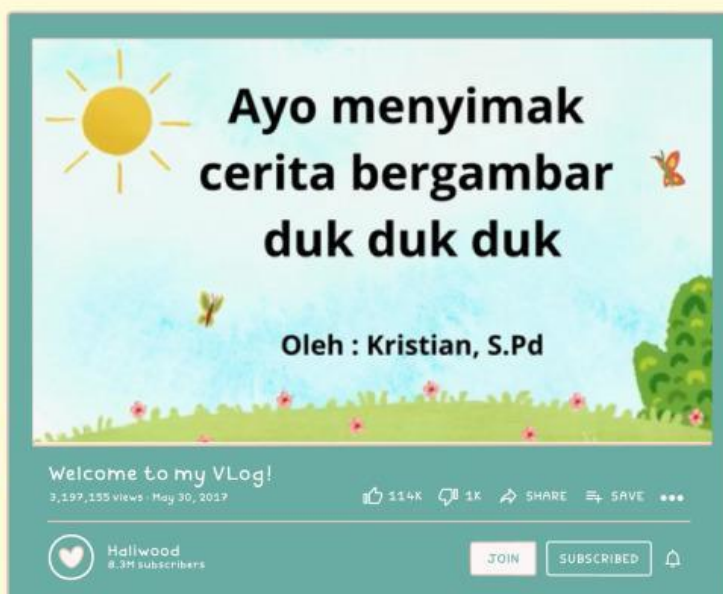 Ayo menyimak
cerita bergambar
duk duk duk
Oleh : Kristian, S.Pd
Welcome to my VLog!
3,197,155 views · May 30, 2017
114K 1K SHARE SAVE
Haliwood
8.3M subscribers
JOIN SUBSCRIBED